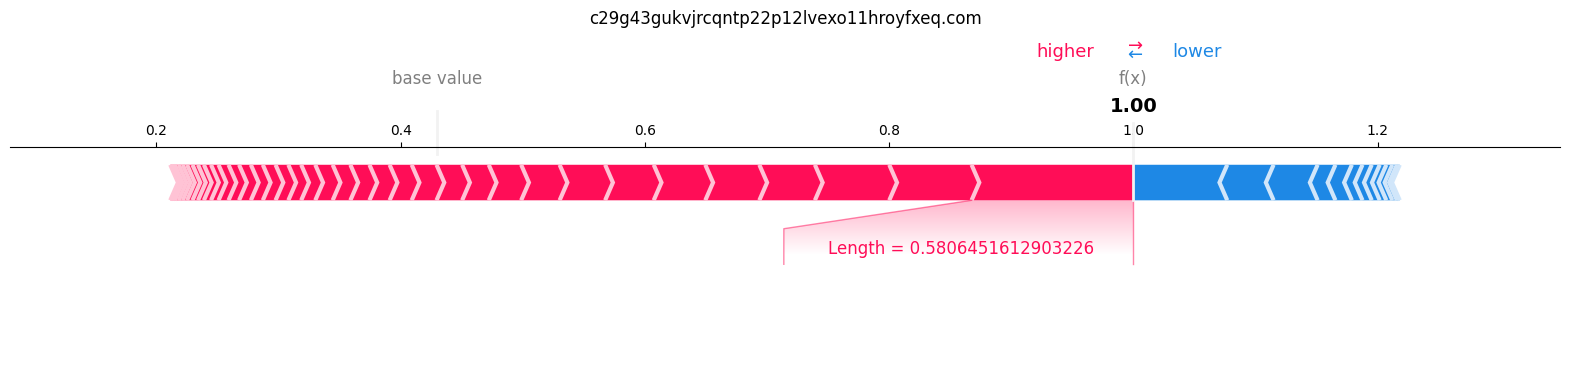 c29g43gukvjrcqntp22p12lvexo11hroyfxeq.com
higher ⇄ lower
base value f(x)
1.00
0.2 0.4 0.6 0.8 1.0 1.2
Length = 0.5806451612903226